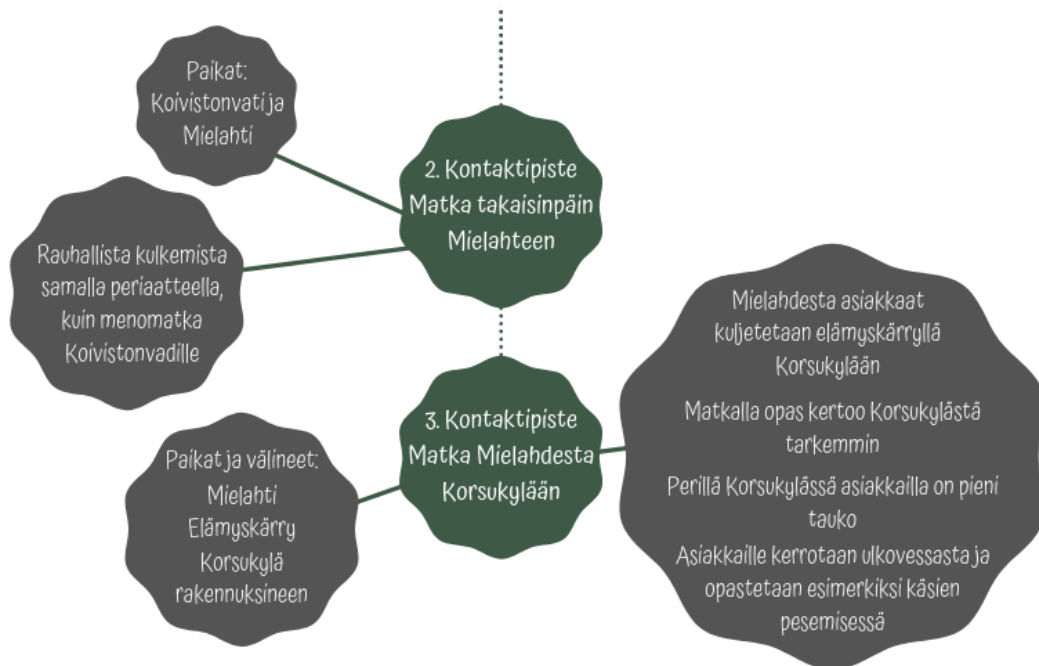 Paikat:
Koivistonvati ja
Mielahti
2. Kontaktipiste
Matka takaisinpäin
Mielahteen
Rauhallista kulkemista
samalla periaatteella,
kuin menomatka
Koivistonvadille
3. Kontaktipiste
Matka Mielahdesta
Korsukylään
Paikat ja välineet:
Mielahti
Elämyskärry
Korsukylä
rakennuksineen
Mielahdesta asiakkaat
kuljetetaan elämyskärryllä
Korsukylään
Matkalla opas kertoo Korsukylästä
tarkemmin
Perillä Korsukylässä asiakkailla on pieni
tauko
Asiakkaille kerrotaan ulkovessasta ja
opastetaan esimerkiksi käsien
pesemisessä